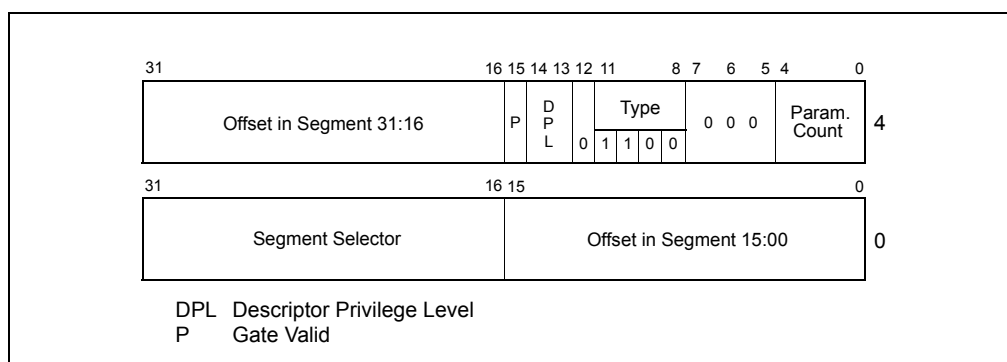 31 16 15 14 13 12 11 8 7 6 5 4 0
Offset in Segment 31:16 P DPL 0 Type 1 1 0 0 0 0 0 Param. Count 4
31 16 15 0
Segment Selector Offset in Segment 15:00 0
DPL Descriptor Privilege Level
P Gate Valid